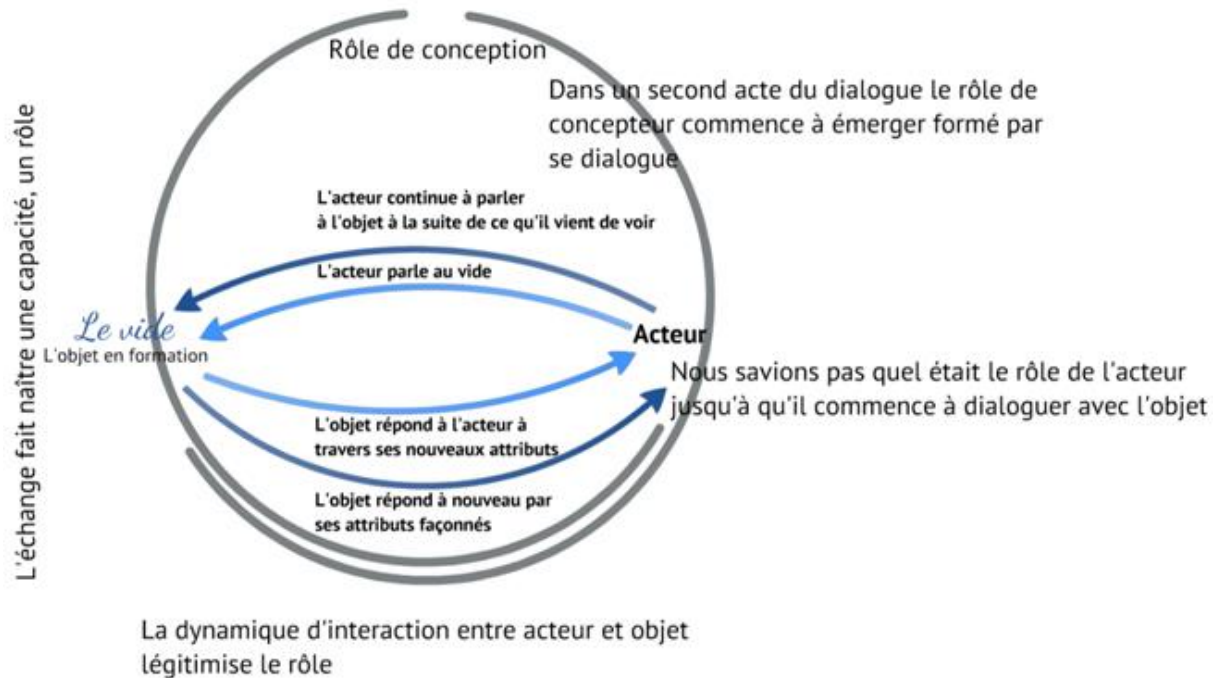 Rôle de conception
Dans un second acte du dialogue le rôle de
concepteur commence à émerger formé par
se dialogue
L'échange fait naître une capacité, un rôle
L'acteur continue à parler
à l'objet à la suite de ce qu'il vient de voir
L'acteur parle au vide
Le vide
L'objet en formation
Acteur
Nous savions pas quel était le rôle de l'acteur
jusqu'à qu'il commence à dialoguer avec l'objet
L'objet répond à l'acteur à
travers ses nouveaux attributs
L'objet répond à nouveau par
ses attributs façonnés
La dynamique d'interaction entre acteur et objet
légitimise le rôle